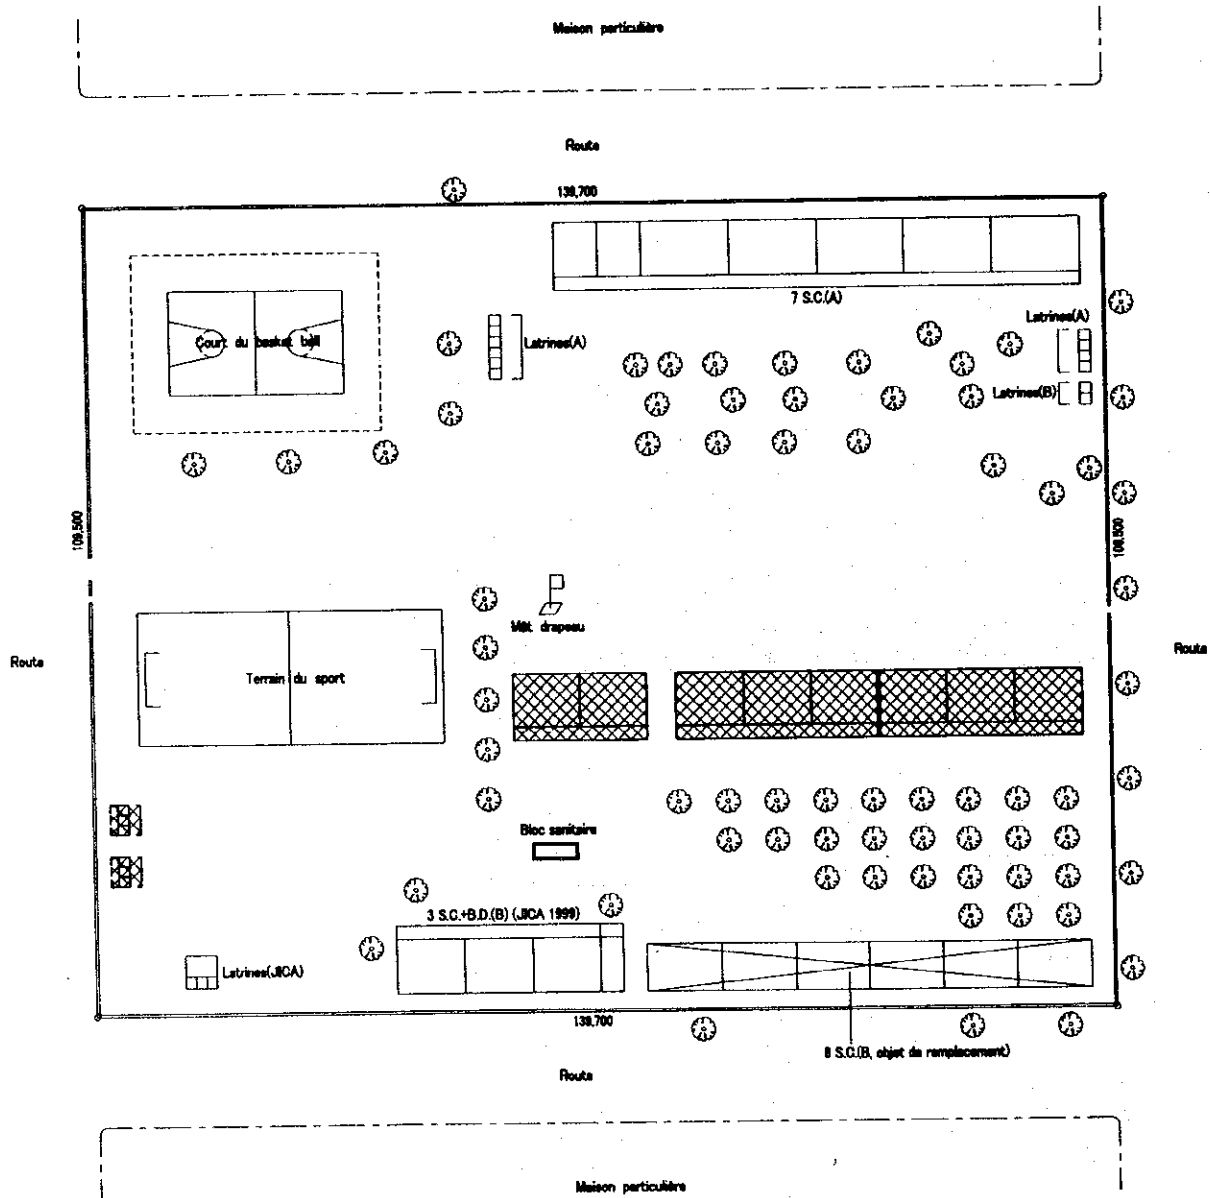 Maison particulière
Route
139,700
7 S.C.(A)
Court du basket ball
Latrines(A)
Latrines(A)
Latrines(B)
109,500
109,500
Mât drapeau
Route
Route
Terrain du sport
Bloc sanitaire
3 S.C.+B.D.(B) (JICA 1999)
Latrines(JICA)
139,700
6 S.C.(B, objet de remplacement)
Route
Maison particulière